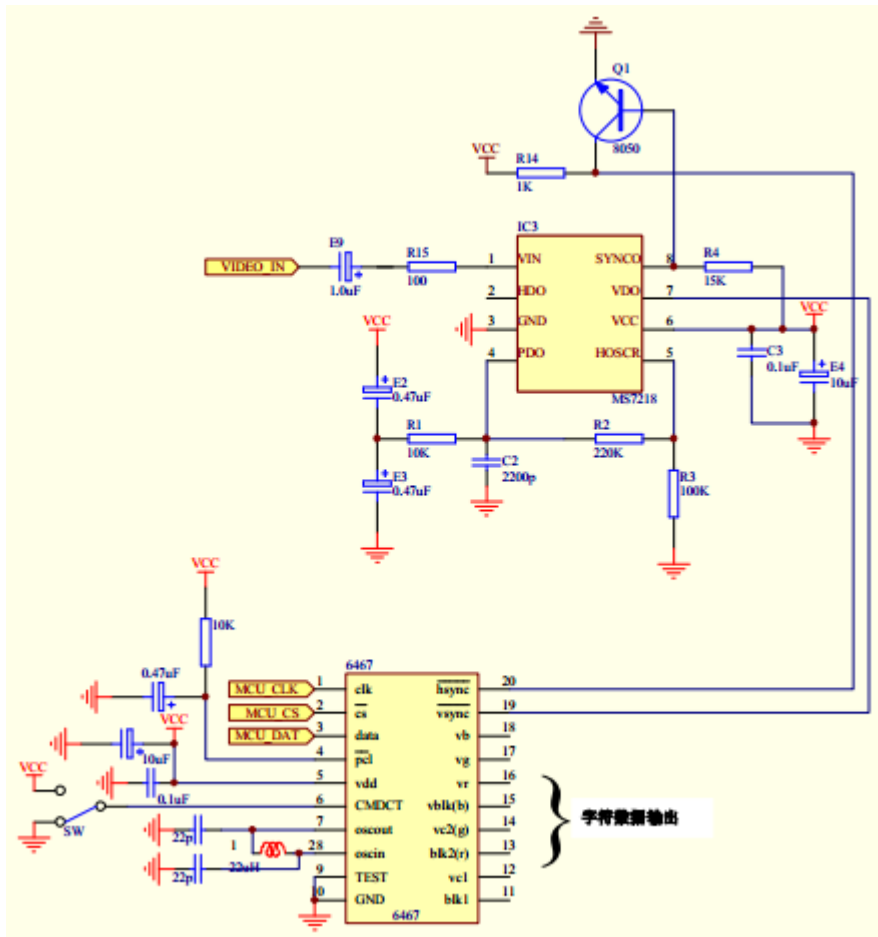 Q1
8050
VCC
R14
1K
IC3
VIDEO_IN
E9
1.0uF
R15
100
1
VIN
SYNCO
8
R4
15K
2
HDO
VDO
7
3
GND
VCC
6
VCC
4
PDO
HOSCR
5
MS7218
C3
0.1uF
E4
10uF
VCC
E2
0.47uF
R1
10K
R2
220K
C2
2200p
E3
0.47uF
R3
100K
VCC
10K
0.47uF
6467
MCU_CLK
1
clk
hsync
20
MCU_CS
2
cs
vsync
19
MCU_DAT
3
data
vb
18
VCC
10uF
4
pcl
vg
17
5
vdd
vr
16
VCC
0.1uF
SW
6
CMDCT
vblk(b)
15
字符数据输出
22p
7
oscout
vc2(g)
14
1
22uH
2
8
oscin
blk2(r)
13
22p
9
TEST
vc1
12
10
GND
blk1
11
6467